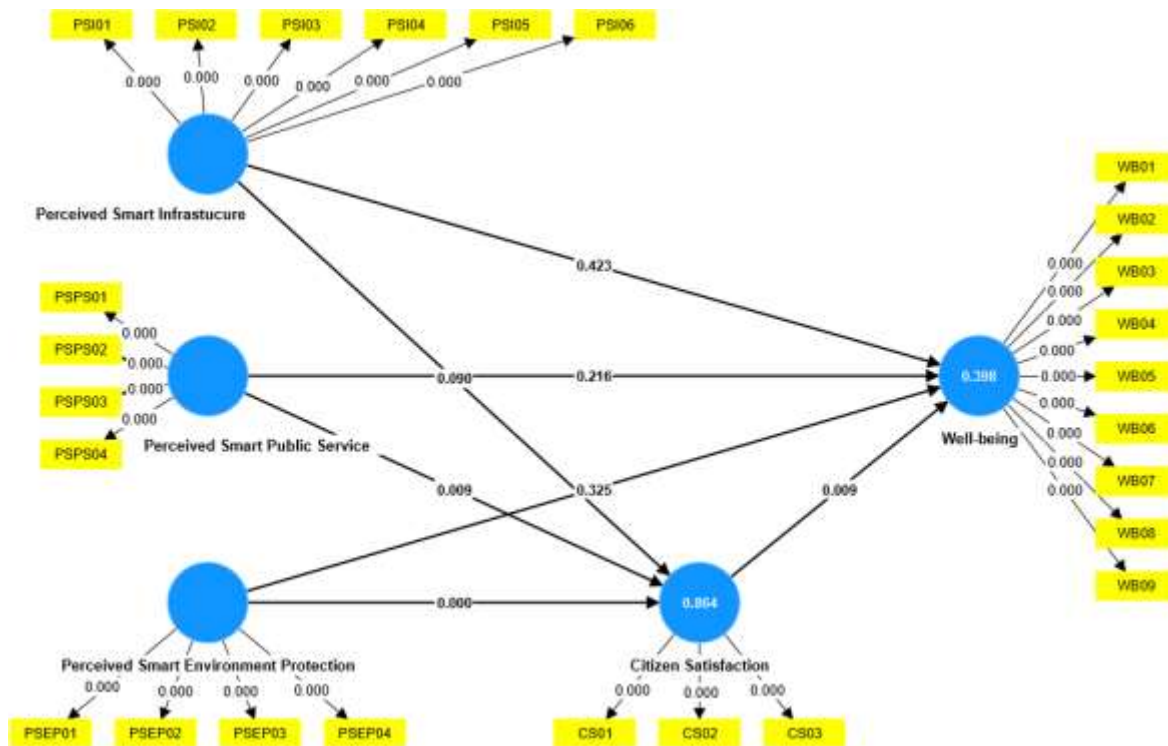 PSI01 PSI02 PSI03 PSI04 PSI05 PSI06
0.000 0.000 0.000 0.000 0.000 0.000
Perceived Smart Infrastucure
PSPS01
PSPS02
PSPS03
PSPS04
0.000
0.000
0.000
0.000
Perceived Smart Public Service
0.423
0.090
0.216
0.009
0.325
0.000
0.009
WB01
WB02
WB03
WB04
WB05
WB06
WB07
WB08
WB09
0.000
0.000
0.000
0.000
0.000
0.000
0.000
0.000
0.000
0.398
Well-being
0.864
Perceived Smart Environment Protection
0.000 0.000 0.000 0.000
PSEP01 PSEP02 PSEP03 PSEP04
Citizen Satisfaction
0.000 0.000 0.000
CS01 CS02 CS03